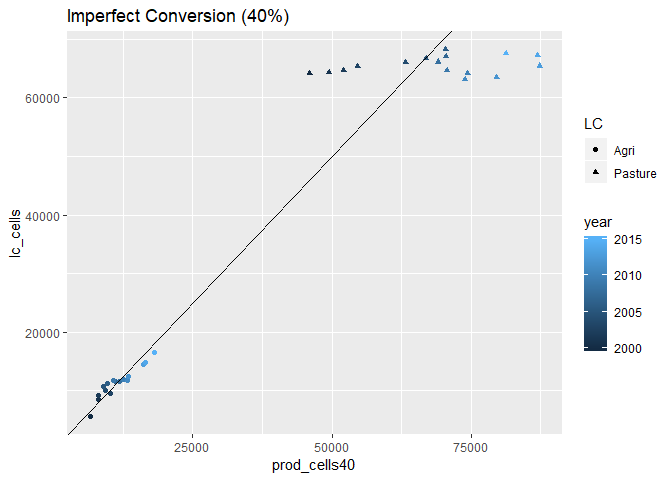 Imperfect Conversion (40%)
60000
40000
20000
lc_cells
25000
50000
75000
prod_cells40
LC
Agri
Pasture
year
2015
2010
2005
2000